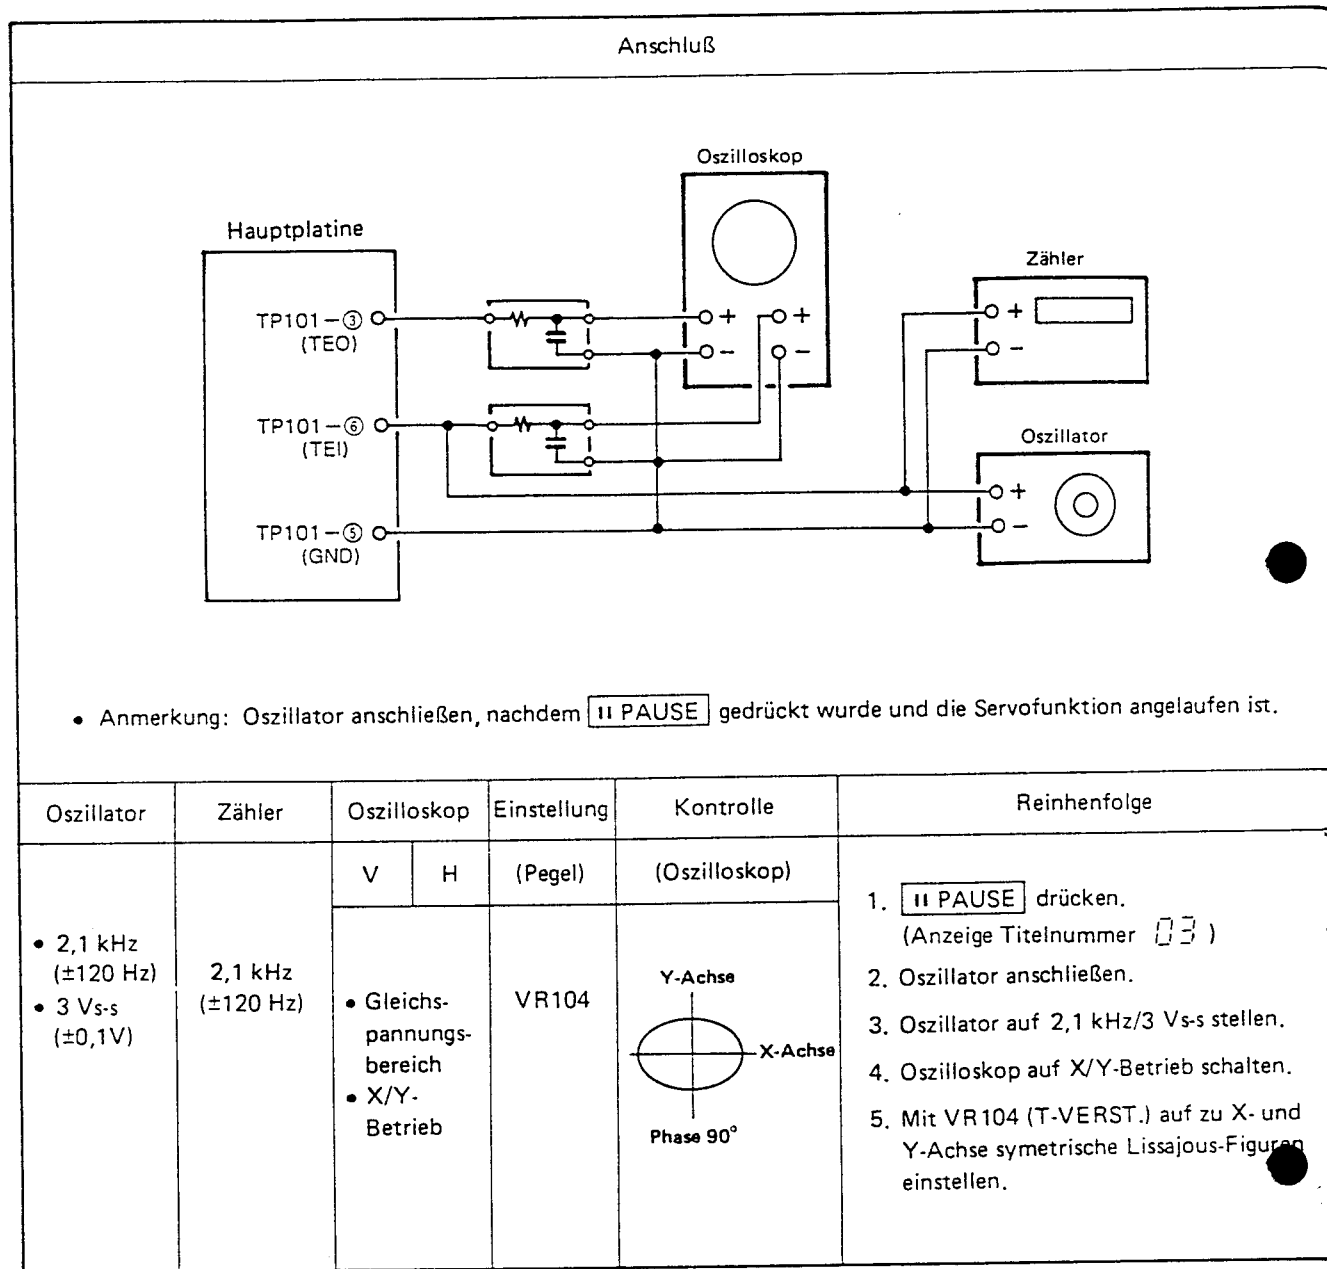 Anschluß
Oszilloskop
Hauptplatine
Zähler
TP101–③
(TEO)
+ +
– –
+
–
TP101–⑥
(TEI)
Oszillator
+
–
TP101–⑤
(GND)
• Anmerkung: Oszillator anschließen, nachdem II PAUSE gedrückt wurde und die Servofunktion angelaufen ist.
Oszillator Zähler Oszilloskop Einstellung Kontrolle Reinhenfolge
V H (Pegel) (Oszilloskop)
• 2,1 kHz
(±120 Hz)
• 3 Vs-s
(±0,1V)
2,1 kHz
(±120 Hz)
• Gleichs-
pannungs-
bereich
• X/Y-
Betrieb
VR104
Y-Achse
X-Achse
Phase 90°
1. II PAUSE drücken.
(Anzeige Titelnummer 03 )
2. Oszillator anschließen.
3. Oszillator auf 2,1 kHz/3 Vs-s stellen.
4. Oszilloskop auf X/Y-Betrieb schalten.
5. Mit VR104 (T-VERST.) auf zu X- und
Y-Achse symetrische Lissajous-Figuren
einstellen.